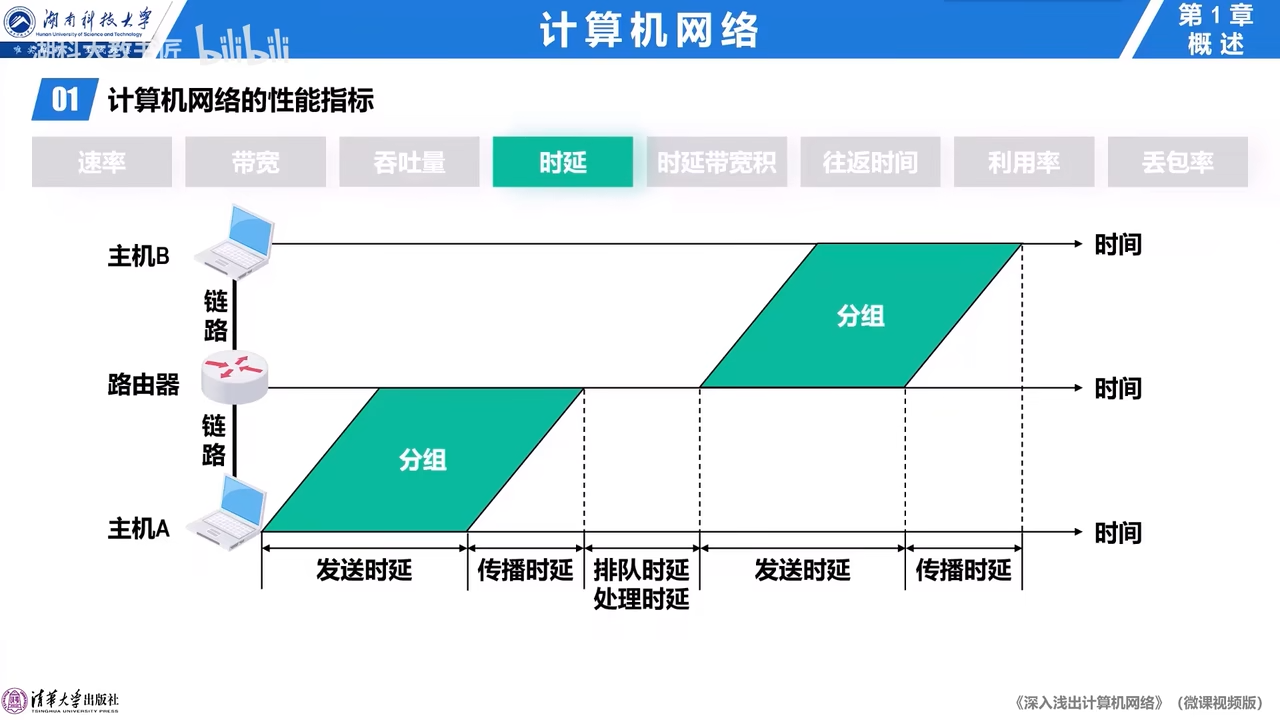 湖南科技大学
Hunan University of Science and Technology
湖科大教书匠
bilibili
计算机网络
第 1 章
概 述
01 计算机网络的性能指标
速率 带宽 吞吐量 时延 时延带宽积 往返时间 利用率 丢包率
主机B
时间
链
路
分组
路由器
时间
链
路
分组
主机A
时间
发送时延 传播时延 排队时延 发送时延 传播时延
处理时延
清华大学出版社
TSINGHUA UNIVERSITY PRESS
《深入浅出计算机网络》（微课视频版）